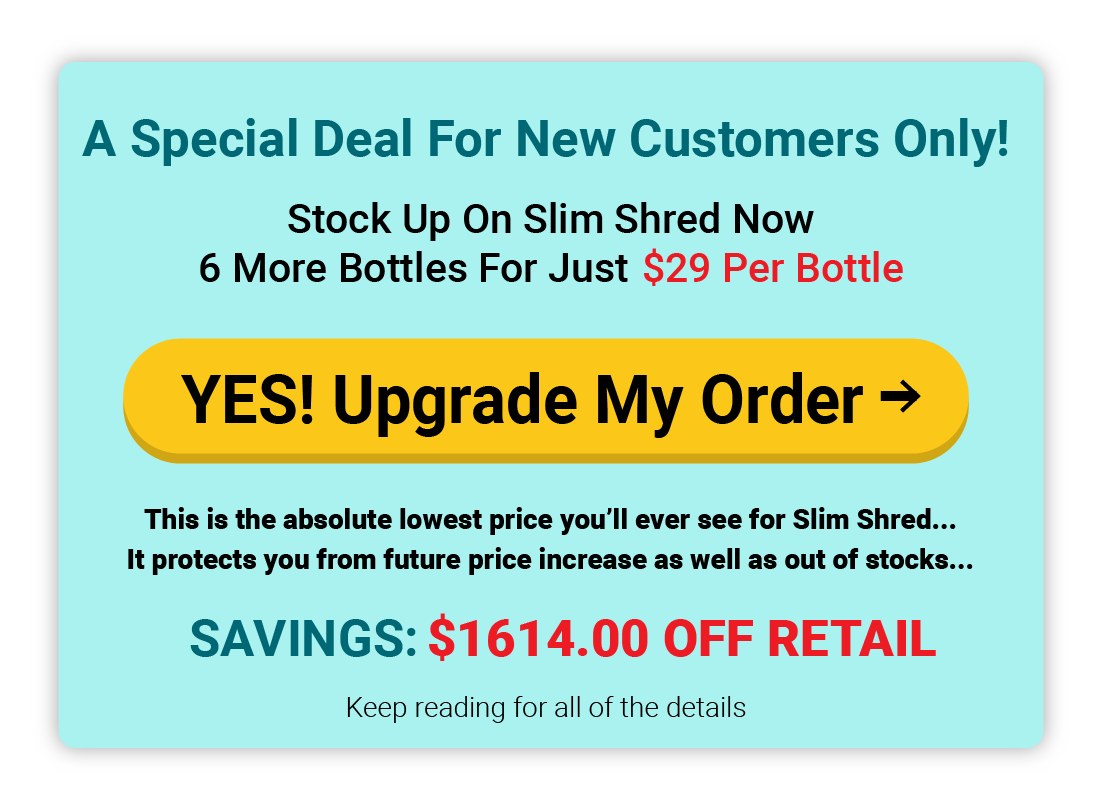 A Special Deal For New Customers Only!
Stock Up On Slim Shred Now
6 More Bottles For Just $29 Per Bottle
YES! Upgrade My Order →
This is the absolute lowest price you’ll ever see for Slim Shred...
It protects you from future price increase as well as out of stocks...
SAVINGS: $1614.00 OFF RETAIL
Keep reading for all of the details